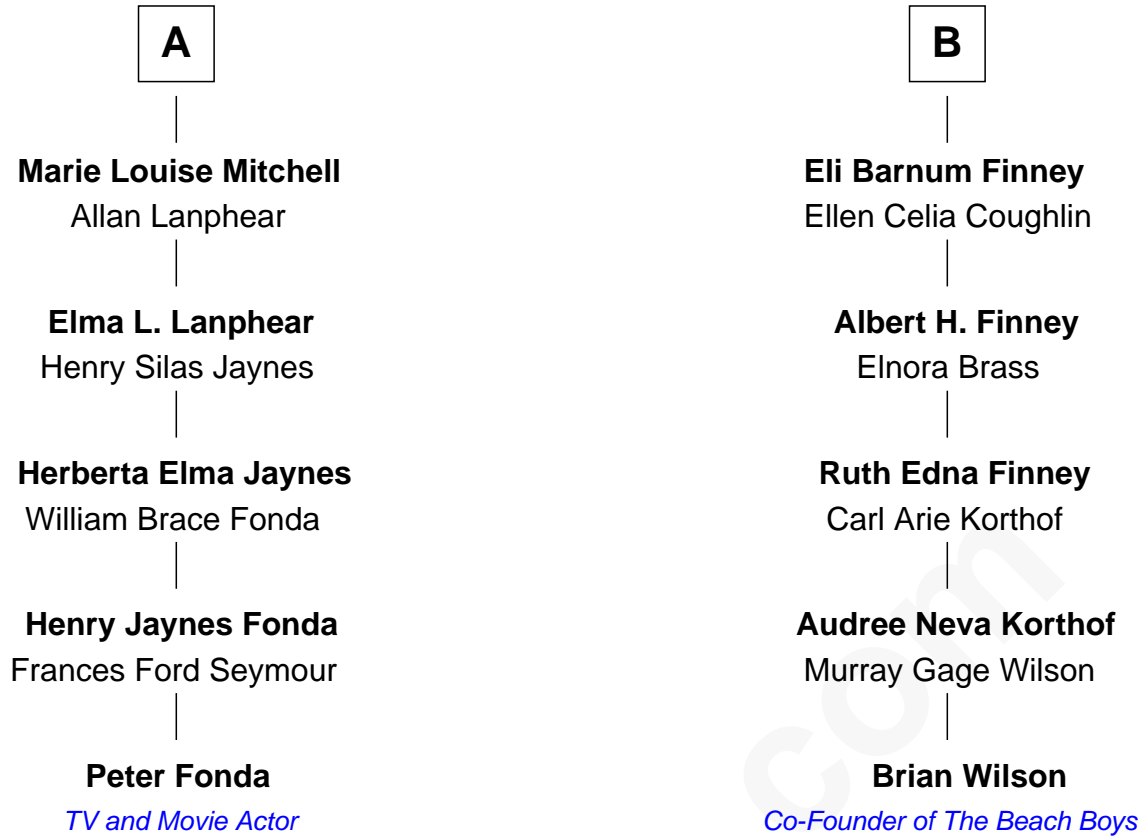 A
Marie Louise Mitchell
Allan Lanphear
Elma L. Lanphear
Henry Silas Jaynes
Herberta Elma Jaynes
William Brace Fonda
Henry Jaynes Fonda
Frances Ford Seymour
Peter Fonda
TV and Movie Actor
B
Eli Barnum Finney
Ellen Celia Coughlin
Albert H. Finney
Elnora Brass
Ruth Edna Finney
Carl Arie Korthof
Audree Neva Korthof
Murray Gage Wilson
Brian Wilson
Co-Founder of The Beach Boys
com